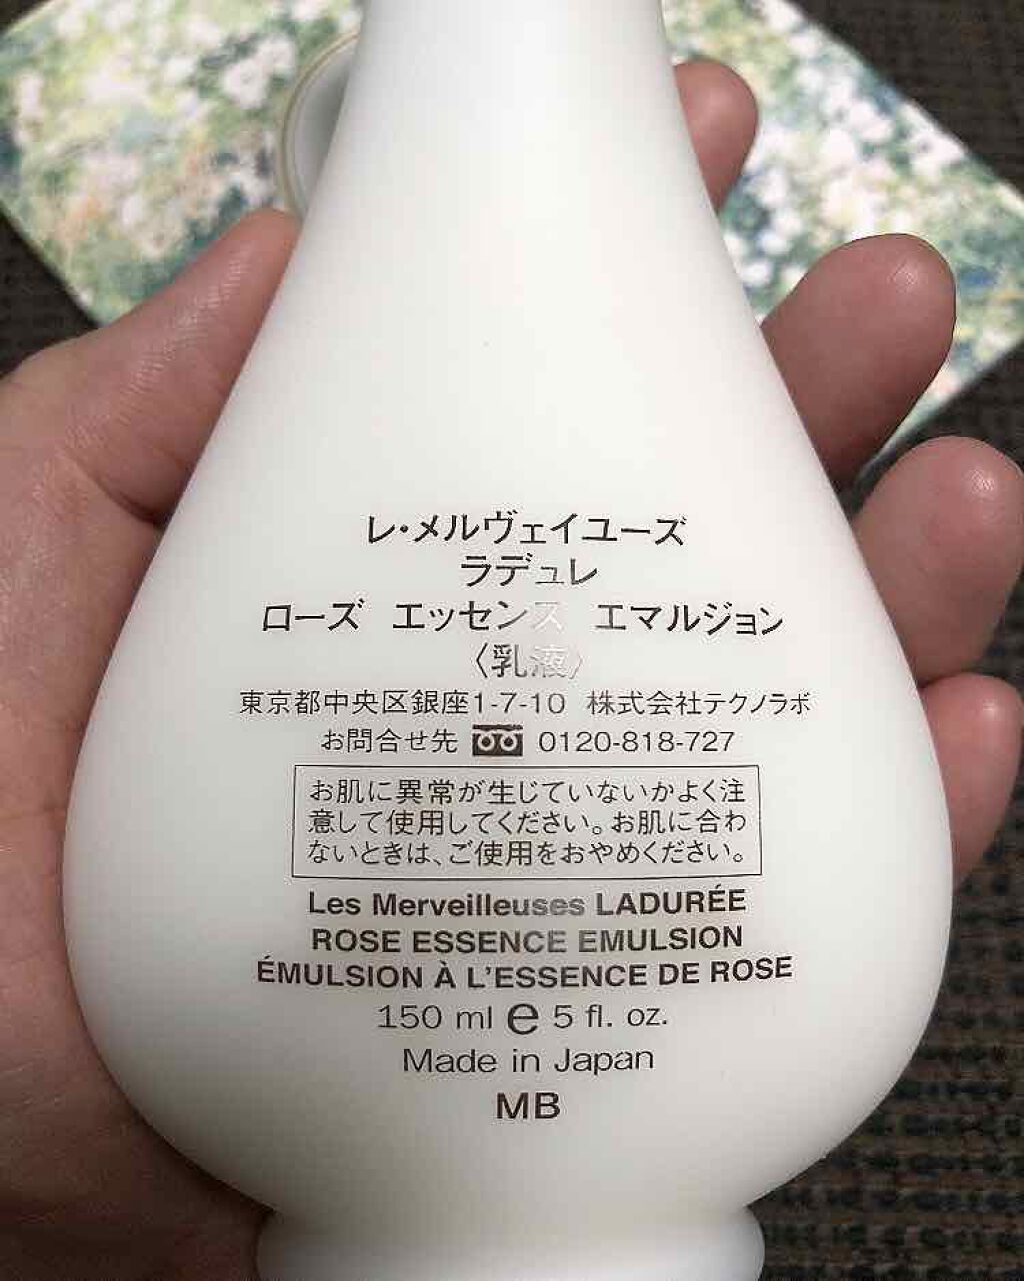 レ・メルヴェイユーズ
ラデュレ
ローズ エッセンス エマルジョン
〈乳液〉
東京都中央区銀座1-7-10 株式会社テクノラボ
お問合せ先 0120-818-727
お肌に異常が生じていないかよく注
意して使用してください。お肌に合わ
ないときは、ご使用をおやめください。
Les Merveilleuses LADURÉE
ROSE ESSENCE EMULSION
ÉMULSION À L'ESSENCE DE ROSE
150 ml e 5 fl. oz.
Made in Japan
MB